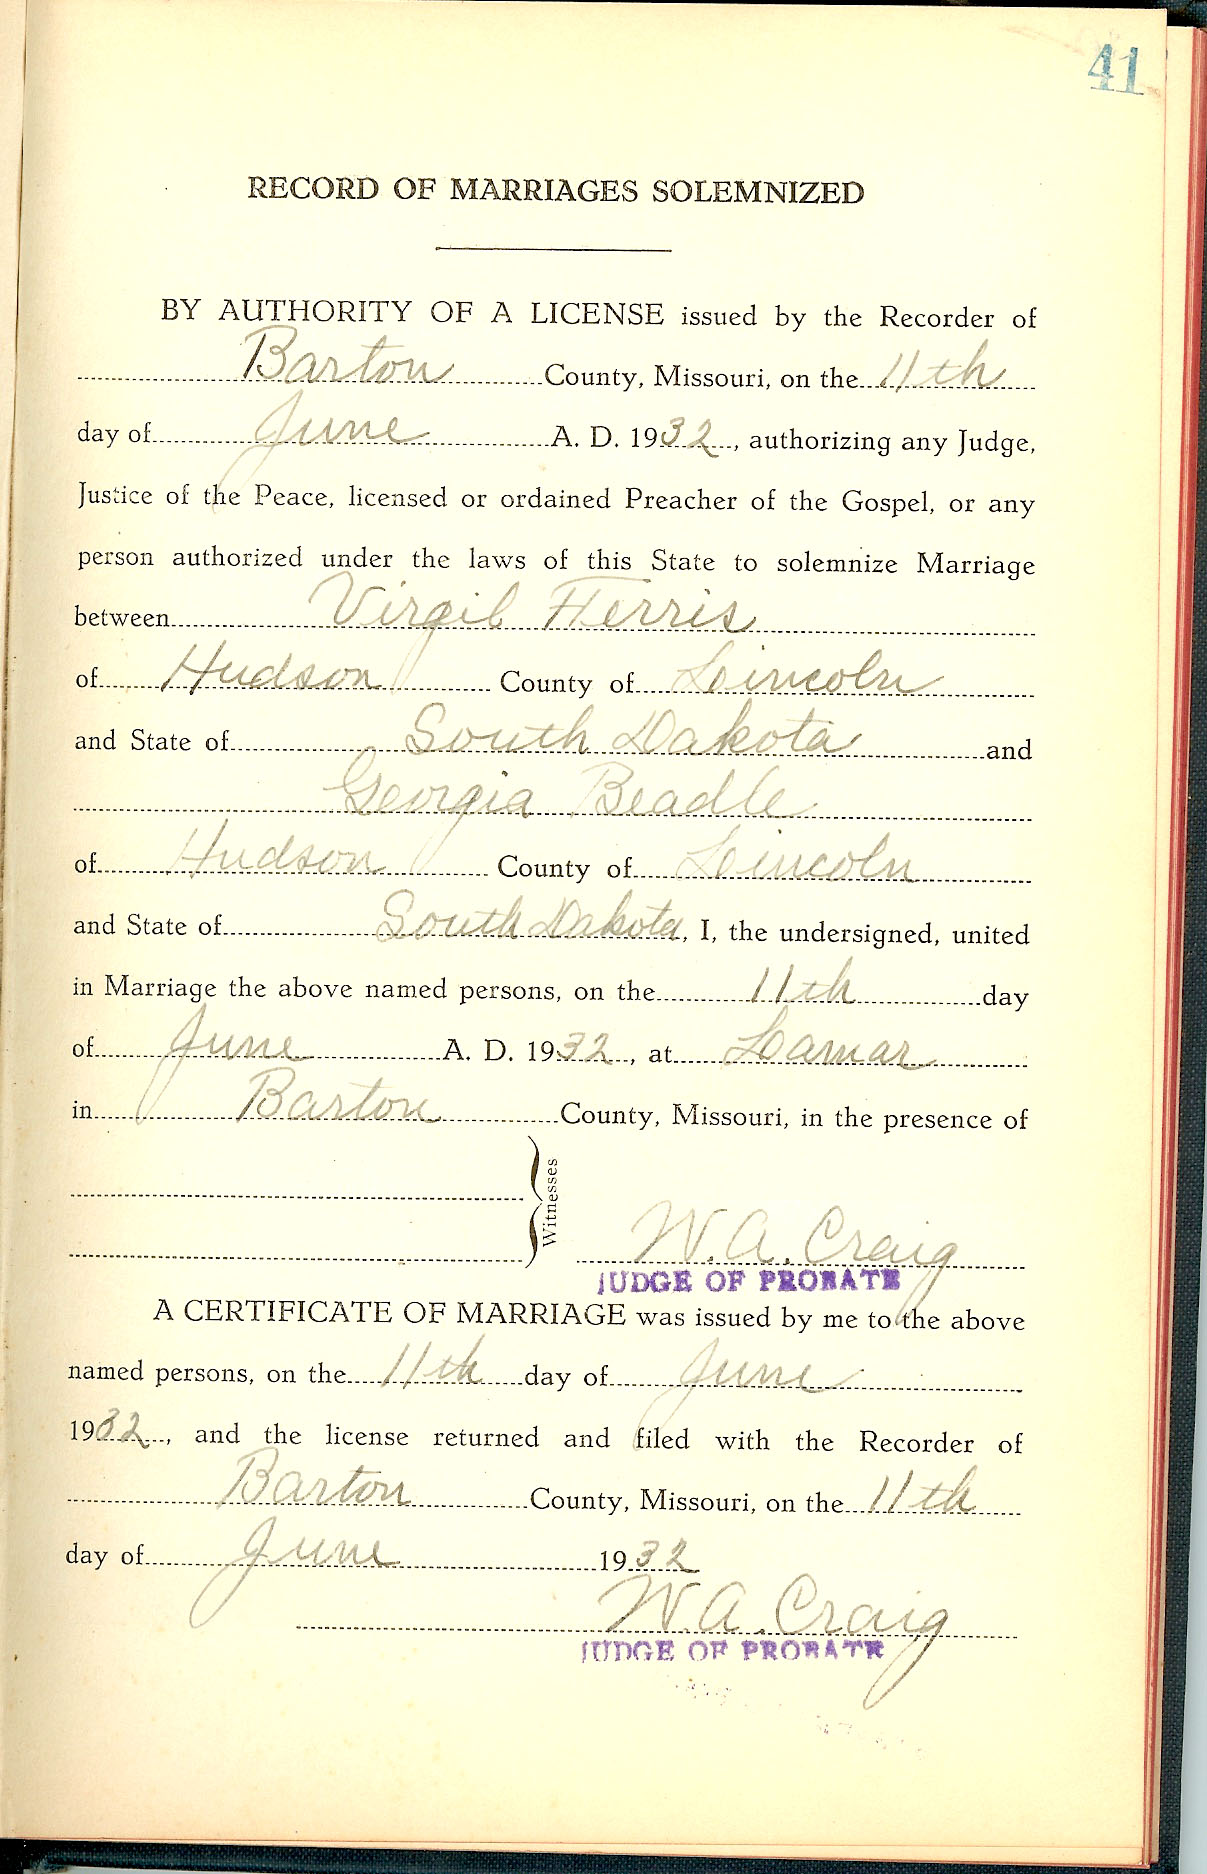 41
RECORD OF MARRIAGES SOLEMNIZED
BY AUTHORITY OF A LICENSE issued by the Recorder of
Barton County, Missouri, on the 11th
day of June A. D. 1932, authorizing any Judge,
Justice of the Peace, licensed or ordained Preacher of the Gospel, or any
person authorized under the laws of this State to solemnize Marriage
between Virgil Ferris
of Hudson County of Lincoln
and State of South Dakota and
Georgia Beadle
of Hudson County of Lincoln
and State of South Dakota, I, the undersigned, united
in Marriage the above named persons, on the 11th day
of June A. D. 1932, at Lamar
in Barton County, Missouri, in the presence of
Witnesses
W. A. Craig
JUDGE OF PROBATE
A CERTIFICATE OF MARRIAGE was issued by me to the above
named persons, on the 11th day of June
1932, and the license returned and filed with the Recorder of
Barton County, Missouri, on the 11th
day of June 1932
W. A. Craig
JUDGE OF PROBATE